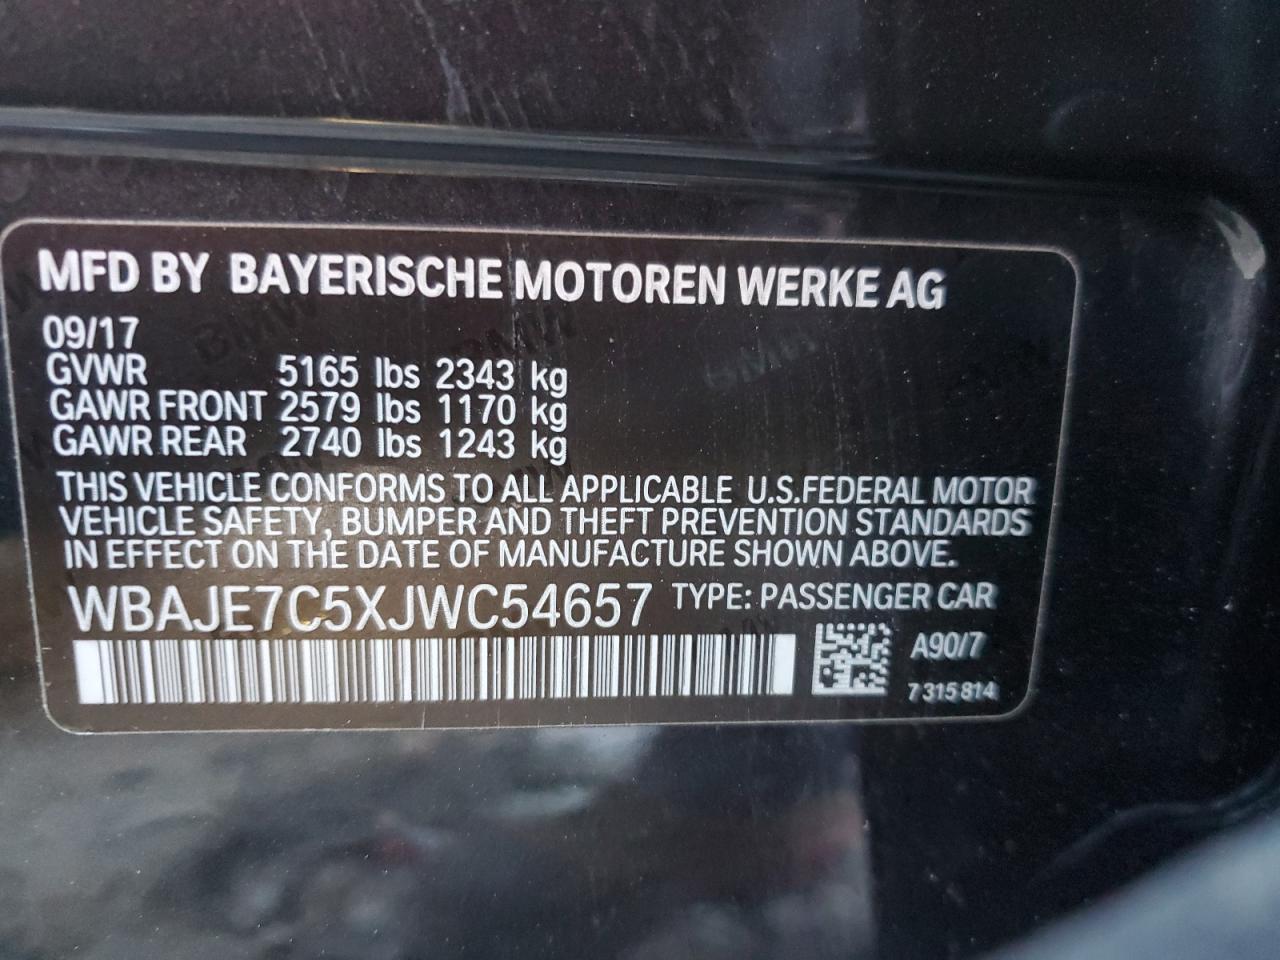 MFD BY BAYERISCHE MOTOREN WERKE AG
09/17
GVWR 5165 lbs 2343 kg
GAWR FRONT 2579 lbs 1170 kg
GAWR REAR 2740 lbs 1243 kg
THIS VEHICLE CONFORMS TO ALL APPLICABLE U.S.FEDERAL MOTOR
VEHICLE SAFETY, BUMPER AND THEFT PREVENTION STANDARDS
IN EFFECT ON THE DATE OF MANUFACTURE SHOWN ABOVE.
WBAJE7C5XJWC54657 TYPE: PASSENGER CAR
A90/7
7 315 814